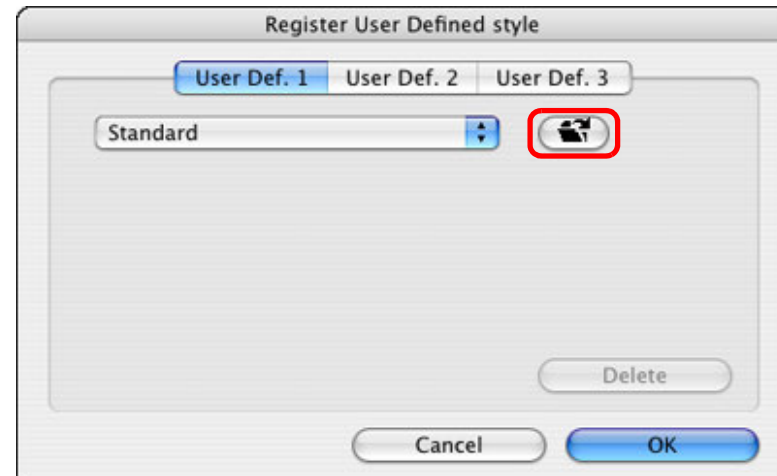 Register User Defined style
User Def. 1 User Def. 2 User Def. 3
Standard
Delete
Cancel OK